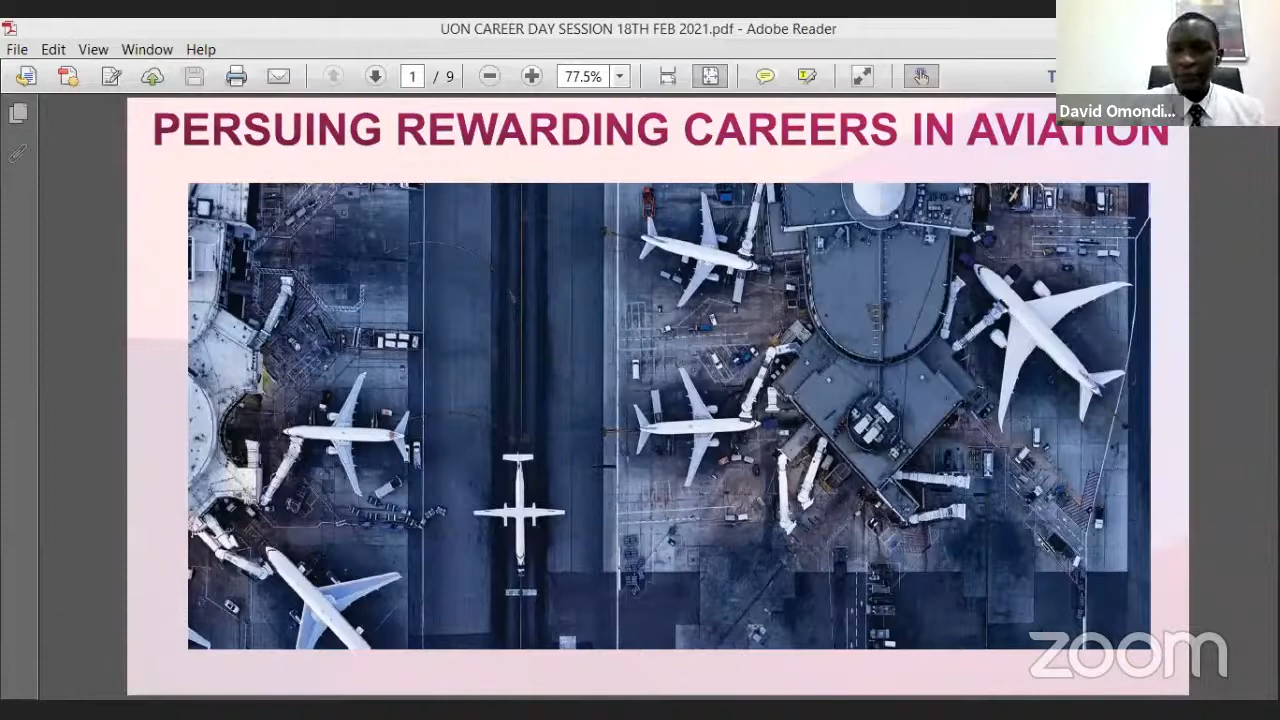 UON CAREER DAY SESSION 18TH FEB 2021.pdf - Adobe Reader
File Edit View Window Help
1 / 9 77.5% T
David Omondi...
PERSUING REWARDING CAREERS IN AVIATION
zoom